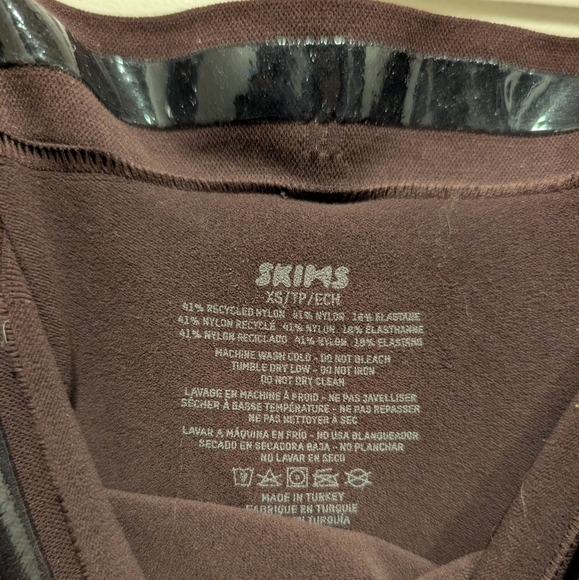 SKIMS
XS/TP/ECH
41% RECYCLED NYLON 41% NYLON 18% ELASTANE
41% NYLON RECYCLÉ 41% NYLON 18% ÉLASTHANNE
41% NYLON RECICLADO 41% NYLON 18% ELASTANO
MACHINE WASH COLD - DO NOT BLEACH
TUMBLE DRY LOW - DO NOT IRON
DO NOT DRY CLEAN
LAVAGE EN MACHINE À FROID - NE PAS JAVELLISER
SÉCHER À BASSE TEMPÉRATURE - NE PAS REPASSER
NE PAS NETTOYER À SEC
LAVAR A MÁQUINA EN FRÍO - NO USA BLANQUEADOR
SECADO EN SECADORA BAJA - NO PLANCHAR
NO LAVAR EN SECO
MADE IN TURKEY
FABRIQUE EN TURQUIE
EN TURQUÍA